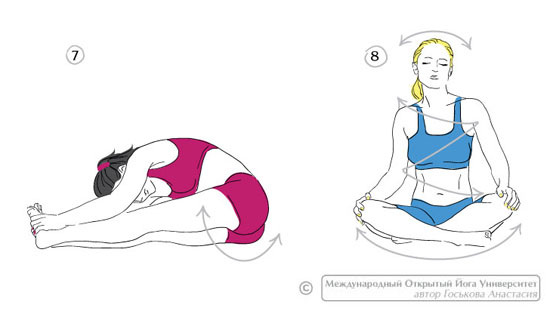 7
8
© Международный Открытый Йога Университет
автор Госькова Анастасия